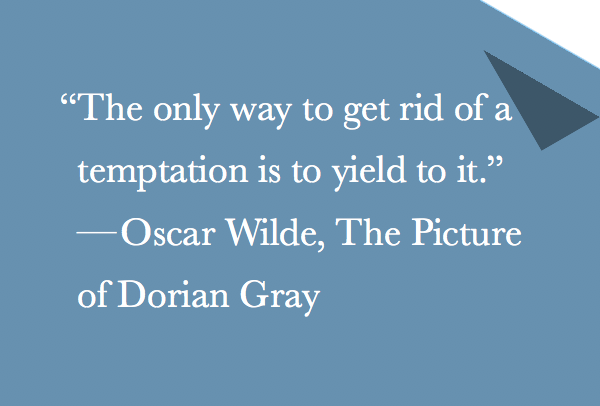 “The only way to get rid of a
temptation is to yield to it.”
—Oscar Wilde, The Picture
of Dorian Gray